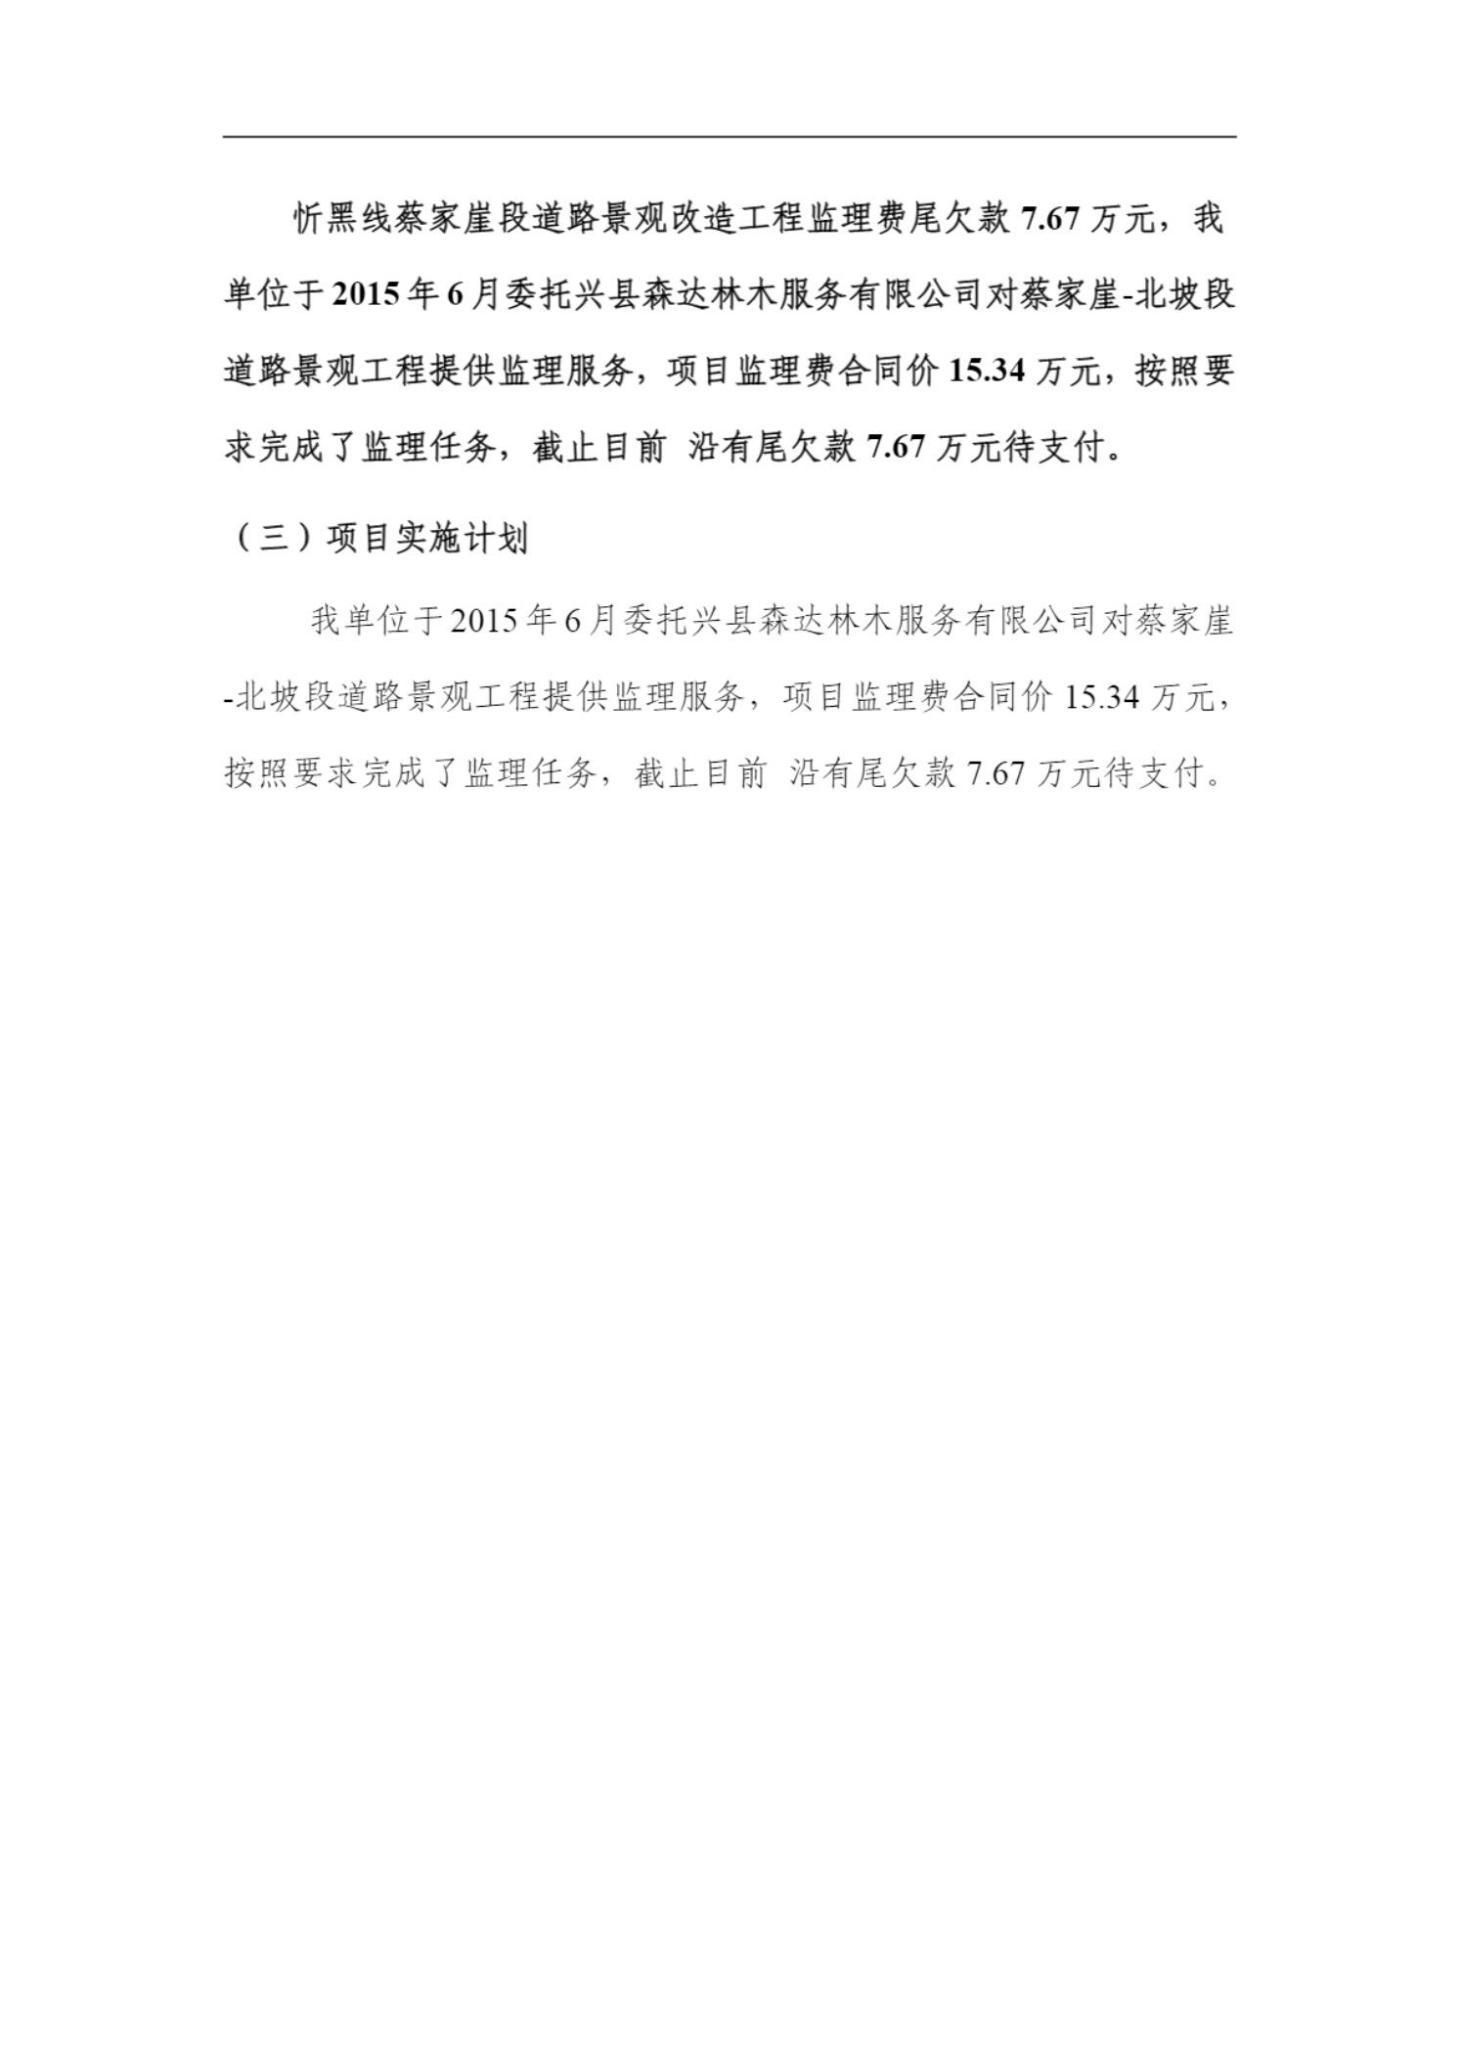 忻黑线蔡家崖段道路景观改造工程监理费尾欠款 7.67 万元，我
单位于 2015 年 6 月委托兴县森达林木服务有限公司对蔡家崖-北坡段
道路景观工程提供监理服务，项目监理费合同价 15.34 万元，按照要
求完成了监理任务，截止目前 沿有尾欠款 7.67 万元待支付。
（三）项目实施计划
我单位于 2015 年 6 月委托兴县森达林木服务有限公司对蔡家崖
-北坡段道路景观工程提供监理服务，项目监理费合同价 15.34 万元，
按照要求完成了监理任务，截止目前 沿有尾欠款 7.67 万元待支付。